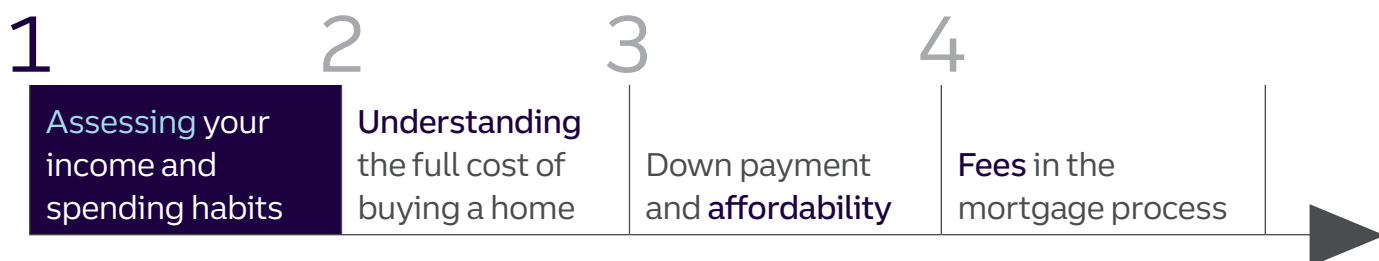 1
2
3
4
Assessing your
income and
spending habits
Understanding
the full cost of
buying a home
Down payment
and affordability
Fees in the
mortgage process